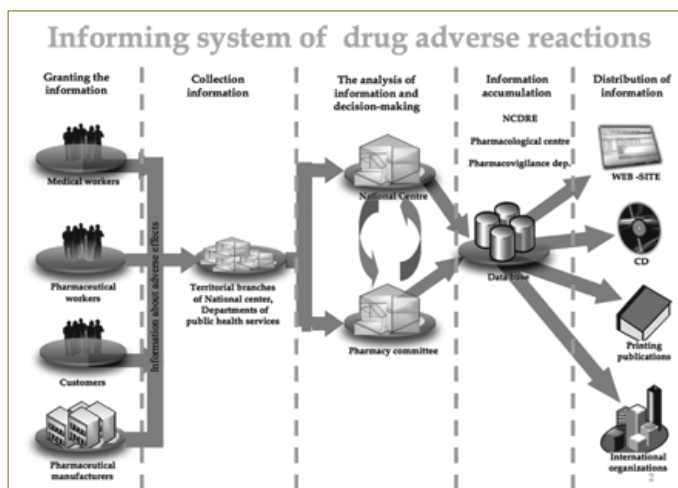 Informing system of drug adverse reactions
Granting the
information
Collection
information
The analysis of
information and
decision-making
Information
accumulation
Distribution of
information
NCDRE
Pharmacological centre
Pharmacovigilance dep.
Medical workers
Pharmaceutical
workers
Customers
Pharmaceutical
manufacturers
Information about adverse effects
Territorial branches
of National center,
Departments of
public health services
National Centre
Pharmacy committee
Data base
WEB -SITE
CD
Printing
publications
International
organizations
2